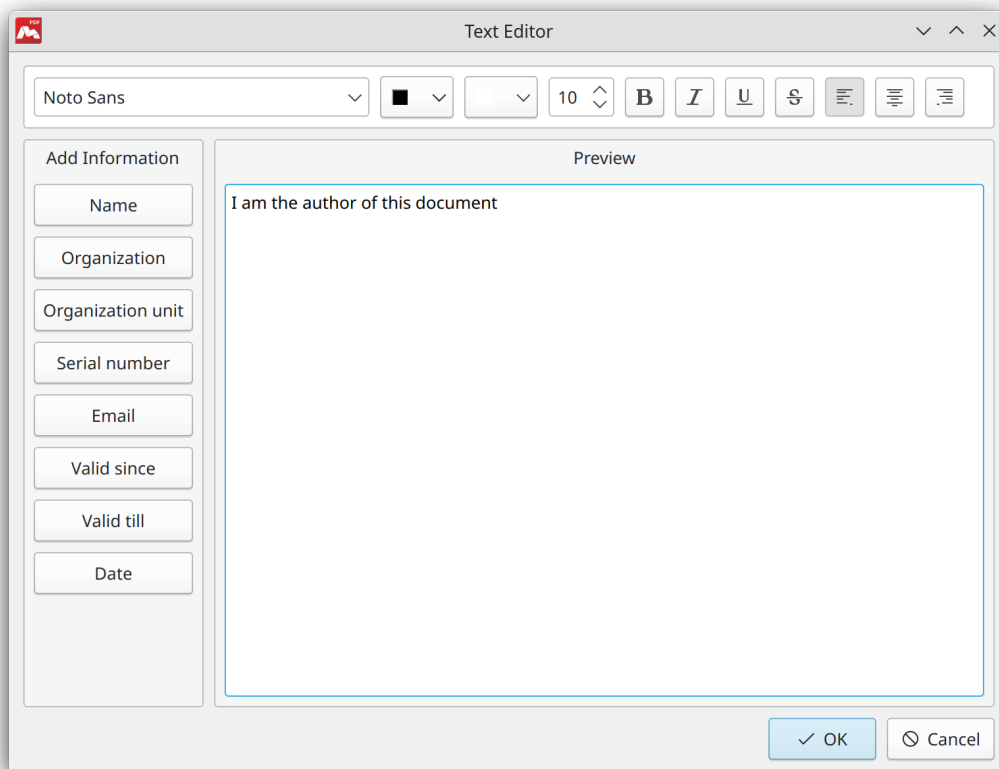 PDF
Text Editor
Noto Sans
10
B I U S
Add Information
Preview
Name
Organization
Organization unit
Serial number
Email
Valid since
Valid till
Date
I am the author of this document
OK
Cancel